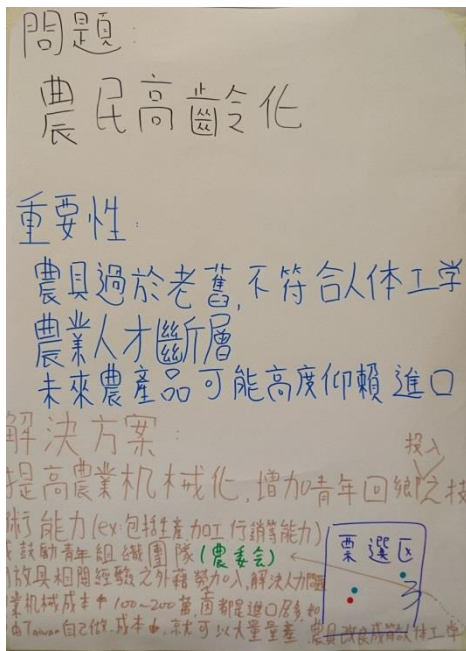 問題:
農民高齡化
重要性:
農具過於老舊,不符合人体工学
農業人才斷層
未來農產品可能高度仰賴進口
解決方案:
投入
提高農業机械化,增加青年回鄉之技
術能力(ex:包括生產,加工,行銷等能力)
鼓勵青年組織團隊(農委会)
票選区
放具相關經驗之外藉勞力加入,解決人力問題
業机械成本↑100~200萬,因都是進口居多,如
由Taiwan自己做,成本↓,就可以大量量產,農具改良成符合人体工学